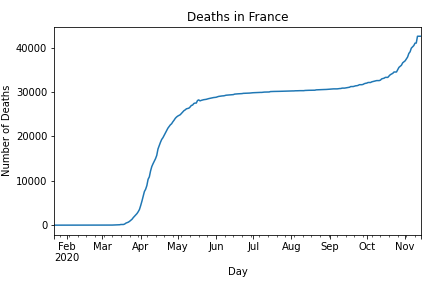 Deaths in France
Number of Deaths
40000
30000
20000
10000
0
Feb Mar Apr May Jun Jul Aug Sep Oct Nov
2020
Day